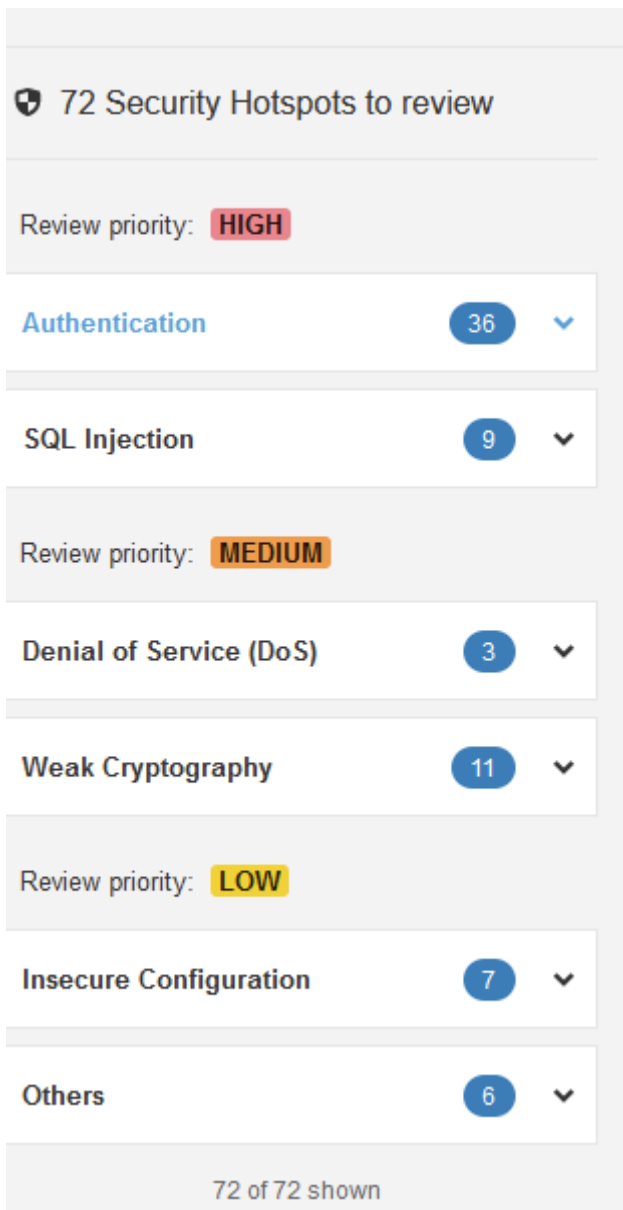 72 Security Hotspots to review
Review priority: HIGH
Authentication 36
SQL Injection 9
Review priority: MEDIUM
Denial of Service (DoS) 3
Weak Cryptography 11
Review priority: LOW
Insecure Configuration 7
Others 6
72 of 72 shown